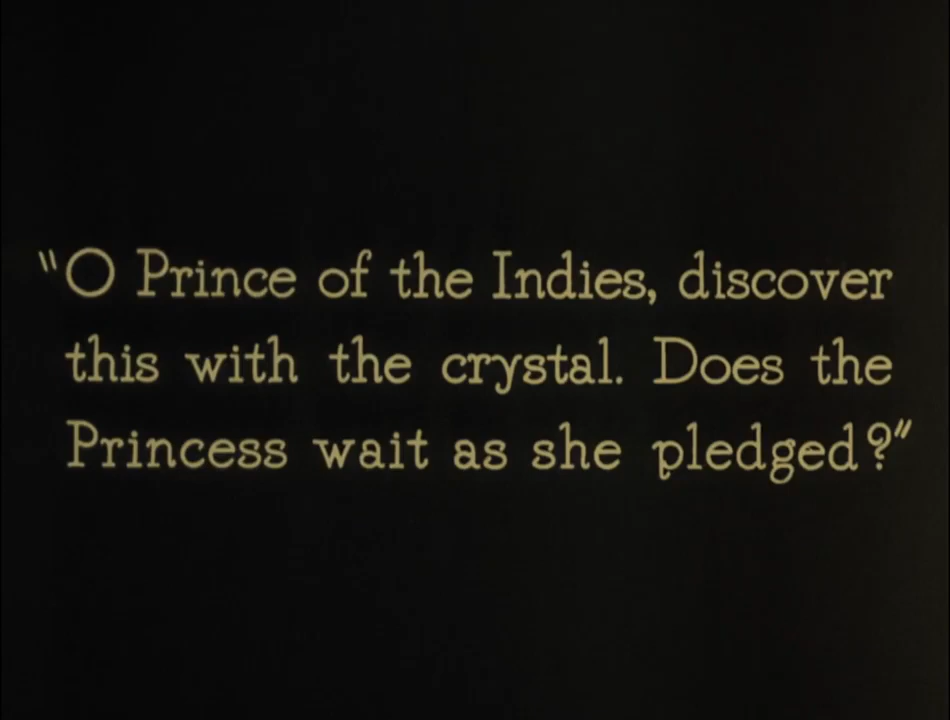 "O Prince of the Indies, discover
this with the crystal. Does the
Princess wait as she pledged?"